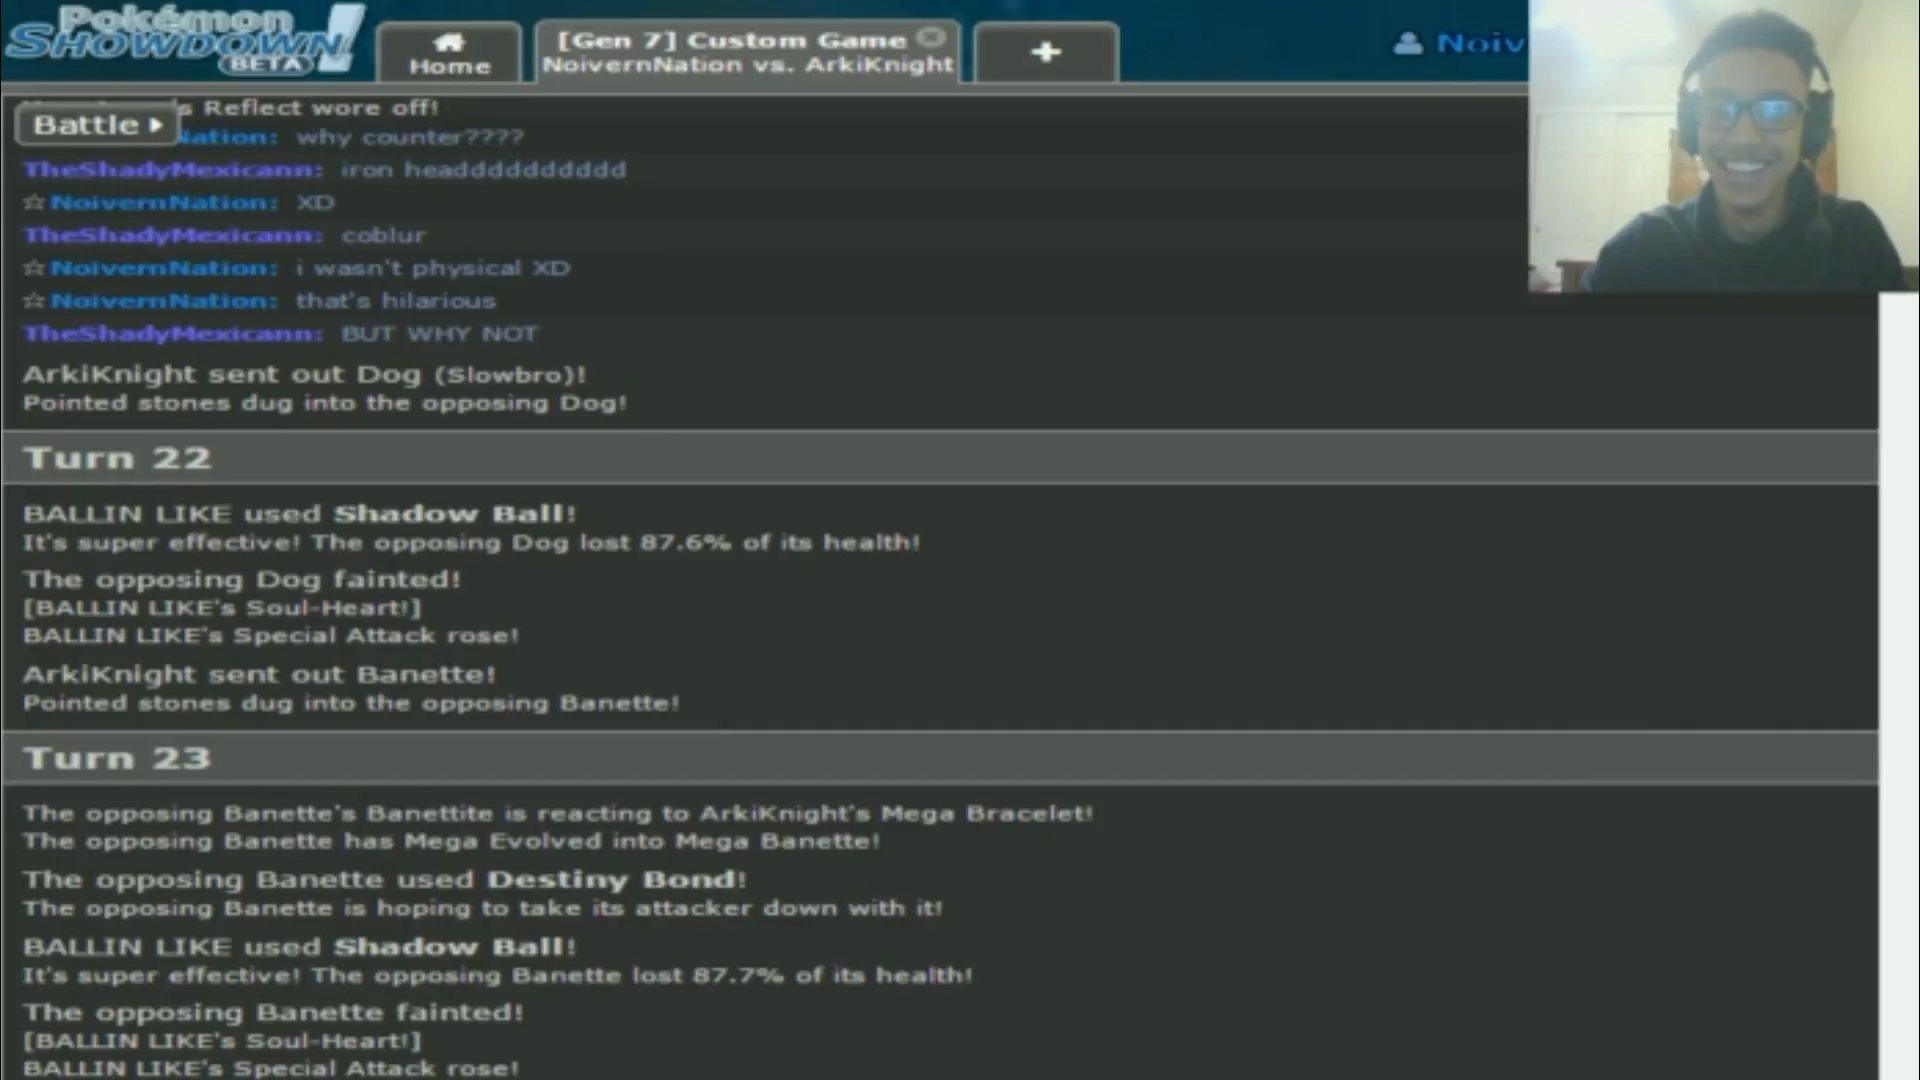 Pokémon
SHOWDOWN!
BETA
Home
[Gen 7] Custom Game
NoivernNation vs. ArkiKnight
+
Noiv
Battle
s Reflect wore off!
Nation: why counter????
TheShadyMexicann: iron headdddddddddd
☆NoivernNation: XD
TheShadyMexicann: coblur
☆NoivernNation: i wasn't physical XD
☆NoivernNation: that's hilarious
TheShadyMexicann: BUT WHY NOT
ArkiKnight sent out Dog (Slowbro)!
Pointed stones dug into the opposing Dog!
Turn 22
BALLIN LIKE used Shadow Ball!
It's super effective! The opposing Dog lost 87.6% of its health!
The opposing Dog fainted!
[BALLIN LIKE's Soul-Heart!]
BALLIN LIKE's Special Attack rose!
ArkiKnight sent out Banette!
Pointed stones dug into the opposing Banette!
Turn 23
The opposing Banette's Banettite is reacting to ArkiKnight's Mega Bracelet!
The opposing Banette has Mega Evolved into Mega Banette!
The opposing Banette used Destiny Bond!
The opposing Banette is hoping to take its attacker down with it!
BALLIN LIKE used Shadow Ball!
It's super effective! The opposing Banette lost 87.7% of its health!
The opposing Banette fainted!
[BALLIN LIKE's Soul-Heart!]
BALLIN LIKE's Special Attack rose!